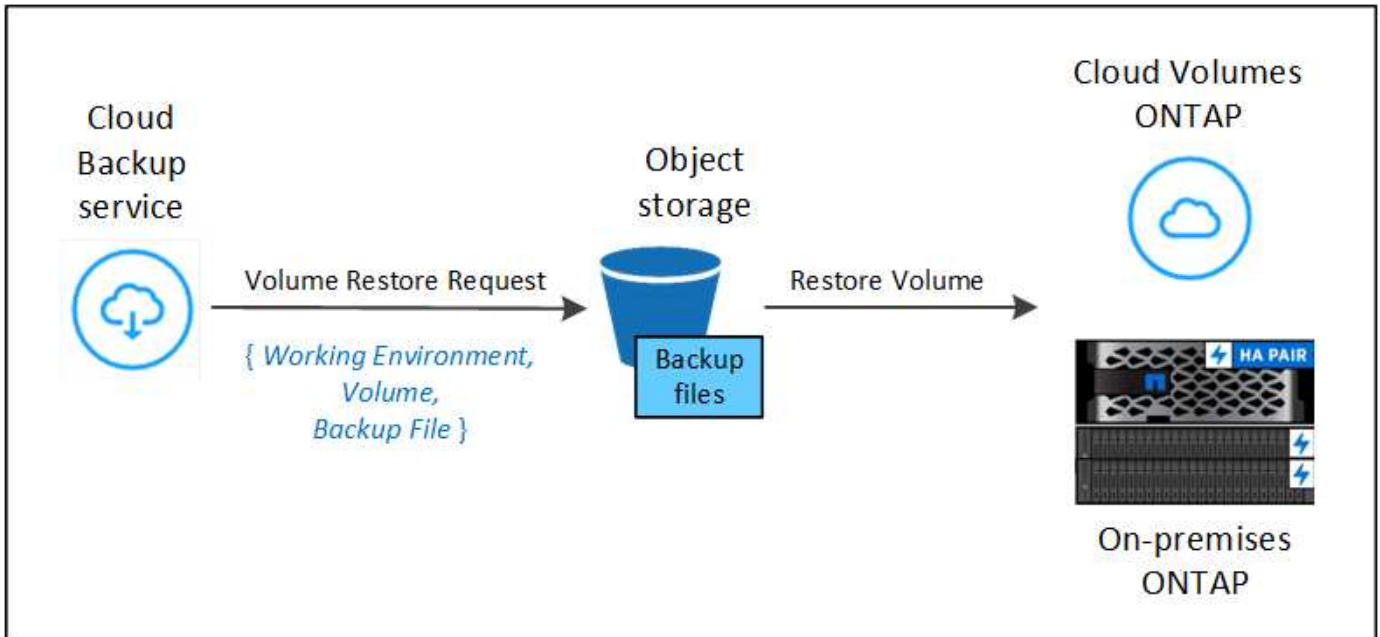 Cloud
Backup
service
Volume Restore Request
{ Working Environment,
Volume,
Backup File }
Object
storage
Backup
files
Restore Volume
Cloud Volumes
ONTAP
HA PAIR
On-premises
ONTAP